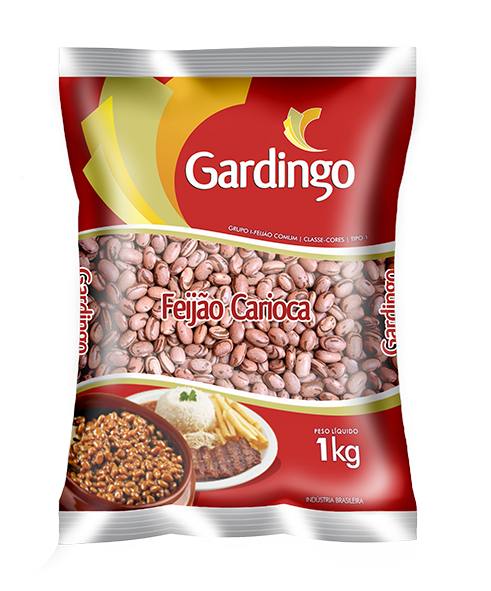 Gardingo
GRUPO I-FEIJÃO COMUM | CLASSE-CORES | TIPO 1
Gardingo
Feijão Carioca
Gardingo
PESO LÍQUIDO
1kg
INDÚSTRIA BRASILEIRA